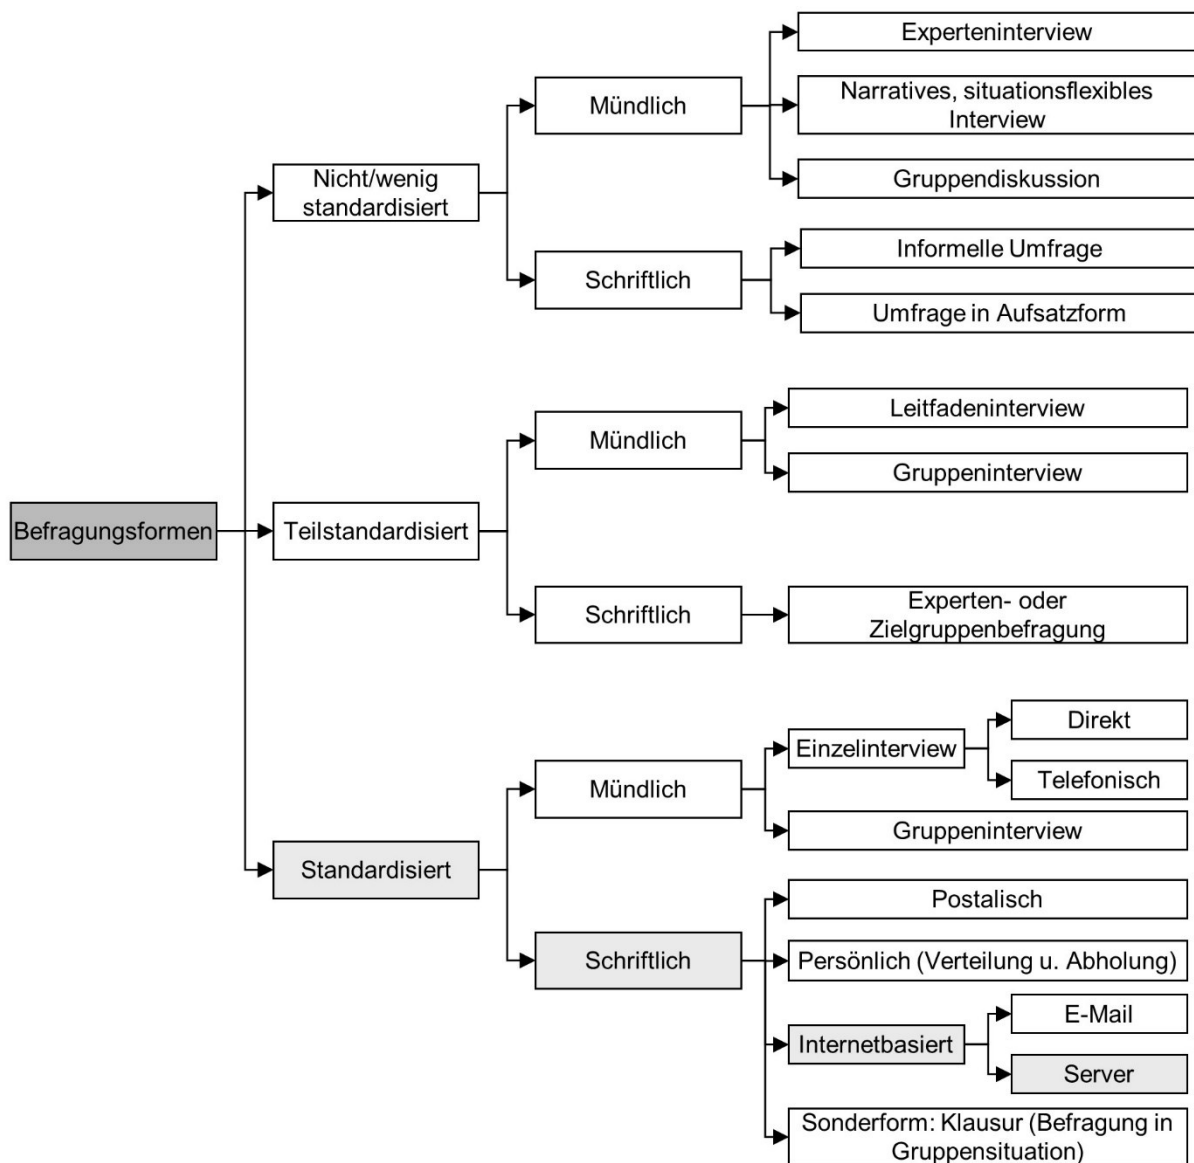 Befragungsformen
Nicht/wenig
standardisiert
Mündlich
Experteninterview
Narratives, situationsflexibles
Interview
Gruppendiskussion
Schriftlich
Informelle Umfrage
Umfrage in Aufsatzform
Teilstandardisiert
Mündlich
Leitfadeninterview
Gruppeninterview
Schriftlich
Experten- oder
Zielgruppenbefragung
Standardisiert
Mündlich
Einzelinterview
Direkt
Telefonisch
Gruppeninterview
Schriftlich
Postalisch
Persönlich (Verteilung u. Abholung)
Internetbasiert
E-Mail
Server
Sonderform: Klausur (Befragung in
Gruppensituation)